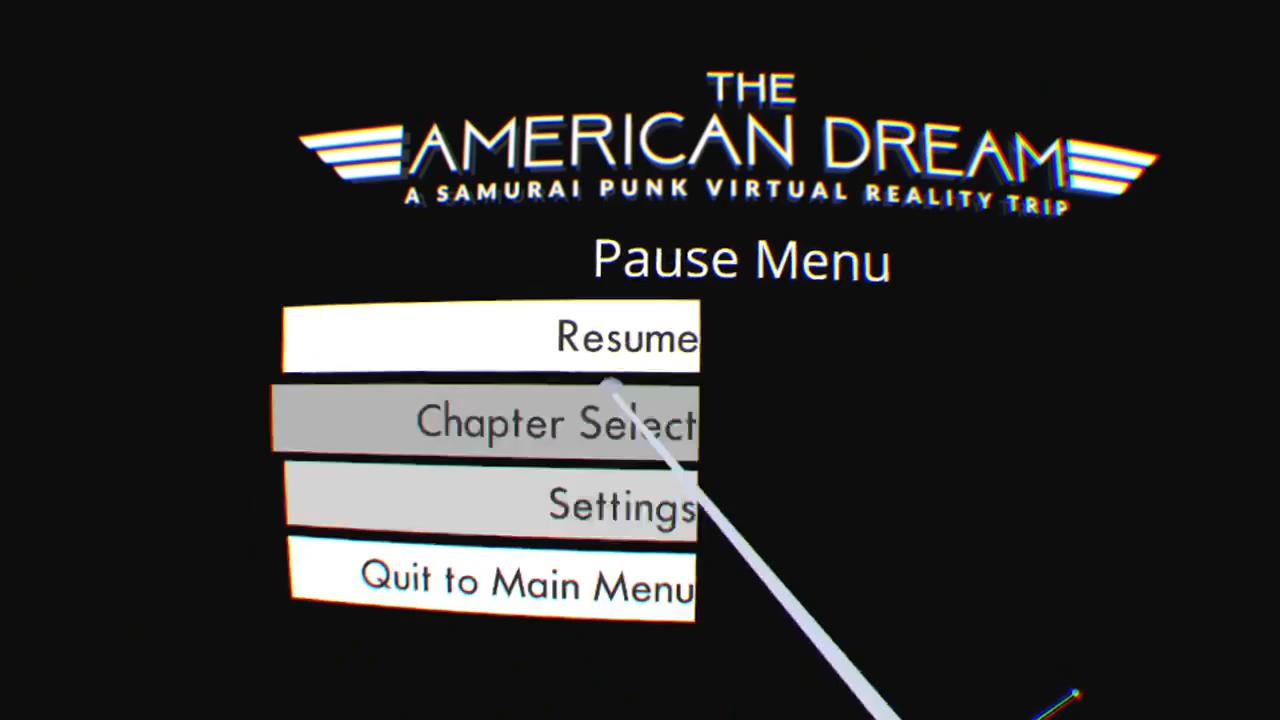 THE
AMERICAN DREAM
A SAMURAI PUNK VIRTUAL REALITY TRIP
Pause Menu
Resume
Chapter Select
Settings
Quit to Main Menu